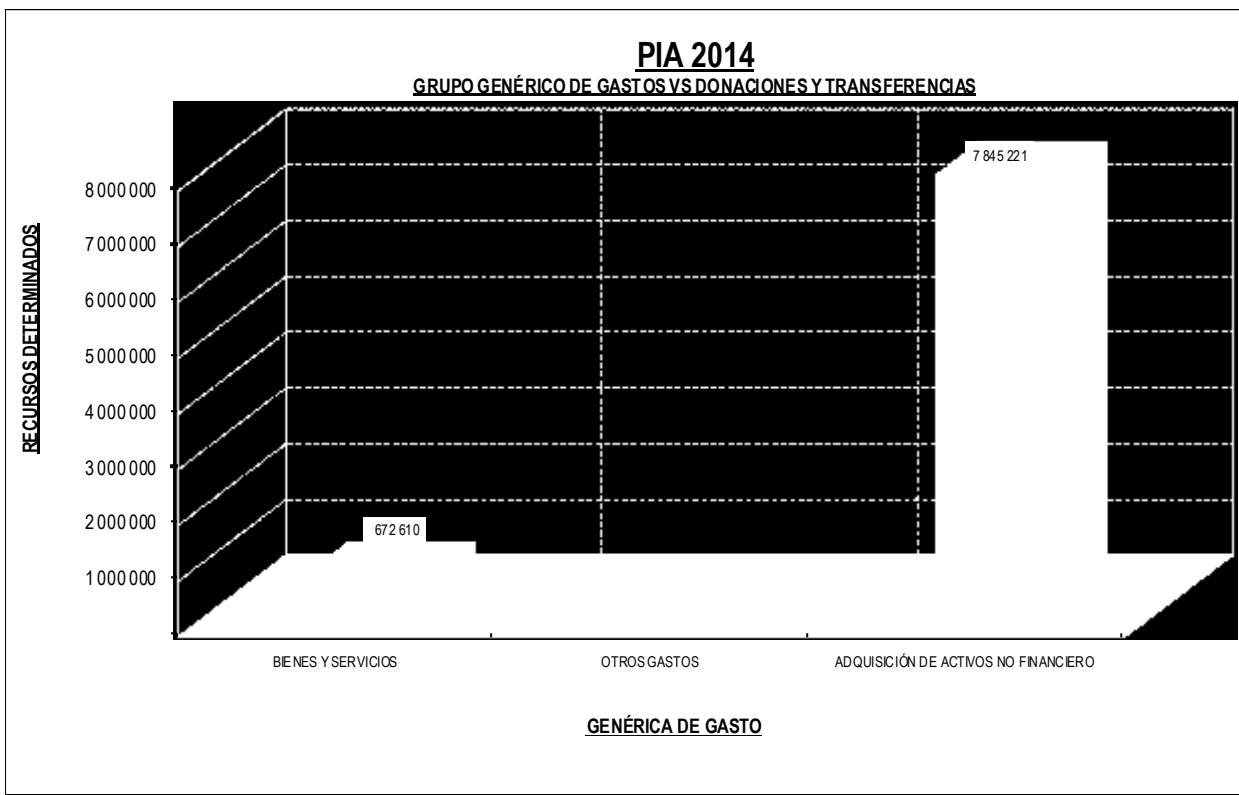 PIA 2014
GRUPO GENÉRICO DE GASTOS VS DONACIONES Y TRANSFERENCIAS
7 845 221
8 000 000
7 000 000
6 000 000
5 000 000
4 000 000
3 000 000
2 000 000
1 000 000
RECURSOS DETERMINADOS
672 610
BIENES Y SERVICIOS
OTROS GASTOS
ADQUISICIÓN DE ACTIVOS NO FINANCIERO
GENÉRICA DE GASTO